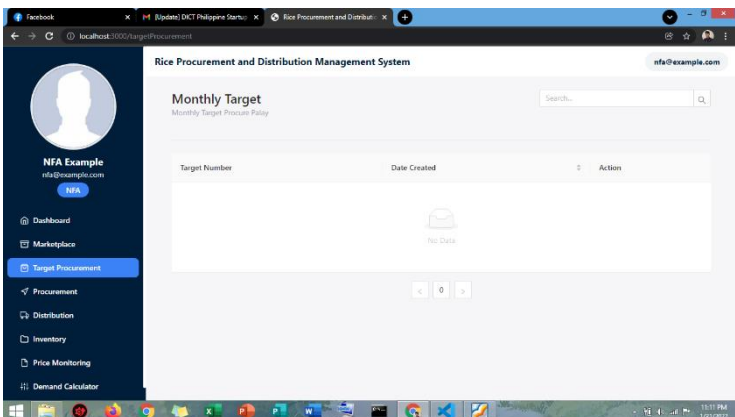 Facebook
[Update] DICT Philippine Startup
Rice Procurement and Distributi
localhost:3000/targetProcurement
Rice Procurement and Distribution Management System
nfa@example.com
NFA Example
nfa@example.com
NFA
Dashboard
Marketplace
Target Procurement
Procurement
Distribution
Inventory
Price Monitoring
Demand Calculator
Monthly Target
Monthly Target Procure Palay
Search...
Target Number Date Created Action
No Data
< 0 >
11:11 PM